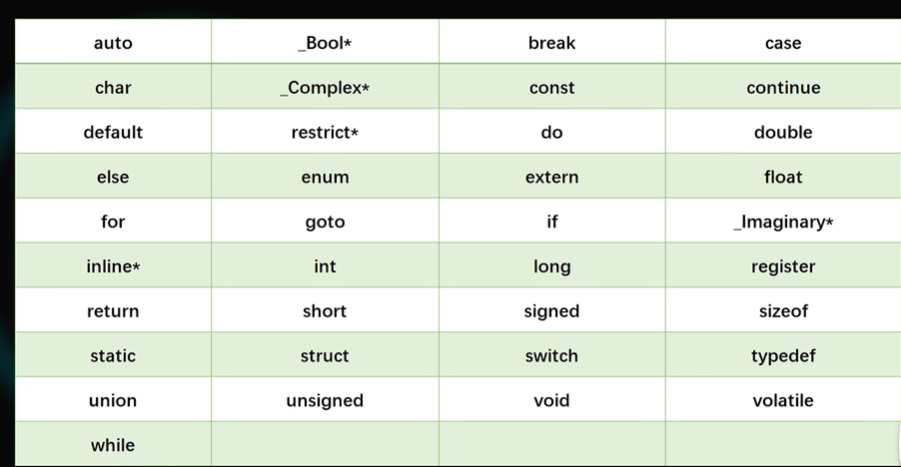 auto _Bool* break case
char _Complex* const continue
default restrict* do double
else enum extern float
for goto if _Imaginary*
inline* int long register
return short signed sizeof
static struct switch typedef
union unsigned void volatile
while